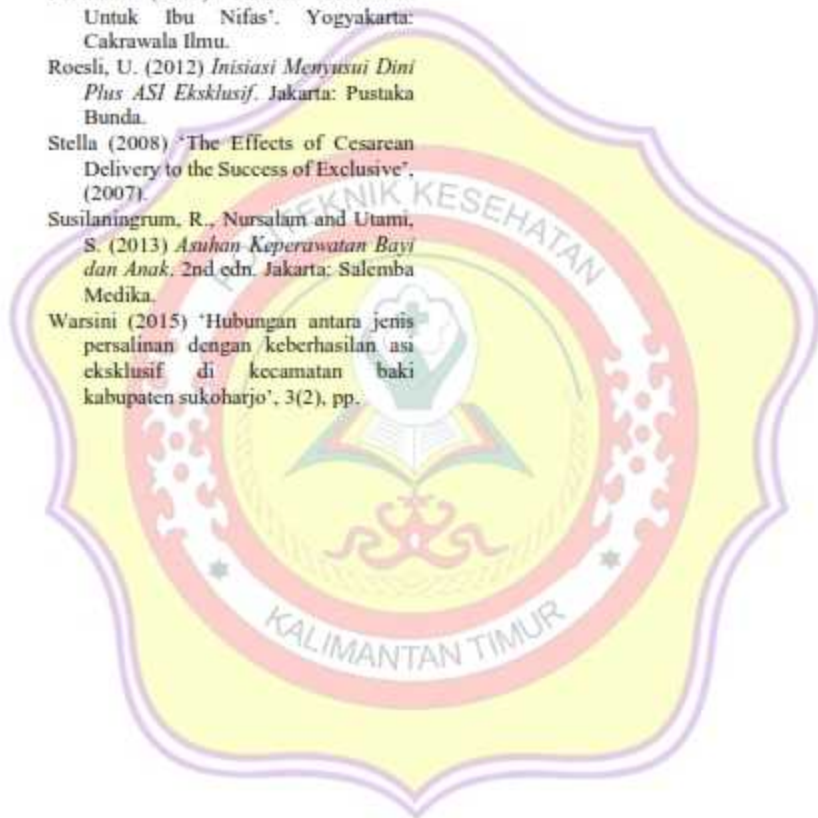 Untuk Ibu Nifas’. Yogyakarta:
Cakrawala Ilmu.
Roesli, U. (2012) Inisiasi Menyusui Dini
Plus ASI Eksklusif. Jakarta: Pustaka
Bunda.
Stella (2008) ‘The Effects of Cesarean
Delivery to the Success of Exclusive’,
(2007).
Susilaningrum, R., Nursalam and Utami,
S. (2013) Asuhan Keperawatan Bayi
dan Anak. 2nd edn. Jakarta: Salemba
Medika.
Warsini (2015) ‘Hubungan antara jenis
persalinan dengan keberhasilan asi
eksklusif di kecamatan baki
kabupaten sukoharjo’, 3(2), pp.
POLITEKNIK KESEHATAN
KALIMANTAN TIMUR